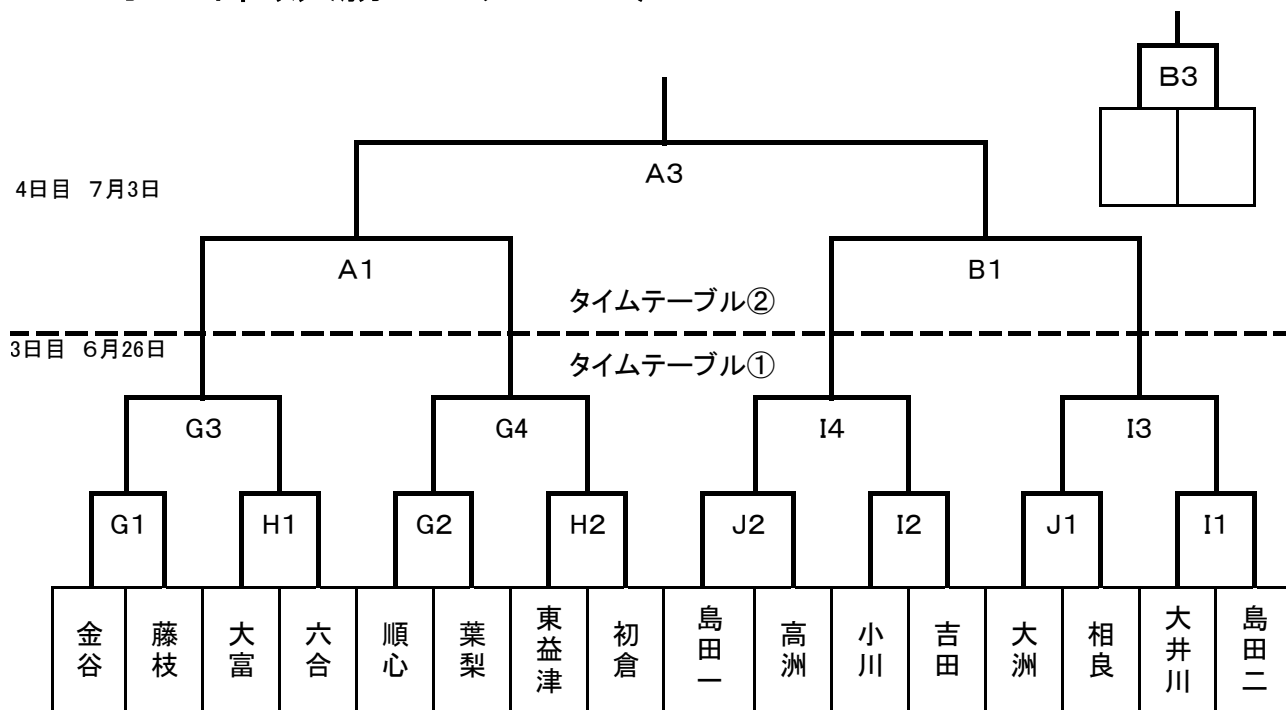 B3
A3
4日目 7月3日
A1
B1
タイムテーブル②
3日目 6月26日
タイムテーブル①
G3
G4
I4
I3
G1
H1
G2
H2
J2
I2
J1
I1
金谷
藤枝
大富
六合
順心
葉梨
東益津
初倉
島田一
高洲
小川
吉田
大洲
相良
大井川
島田二